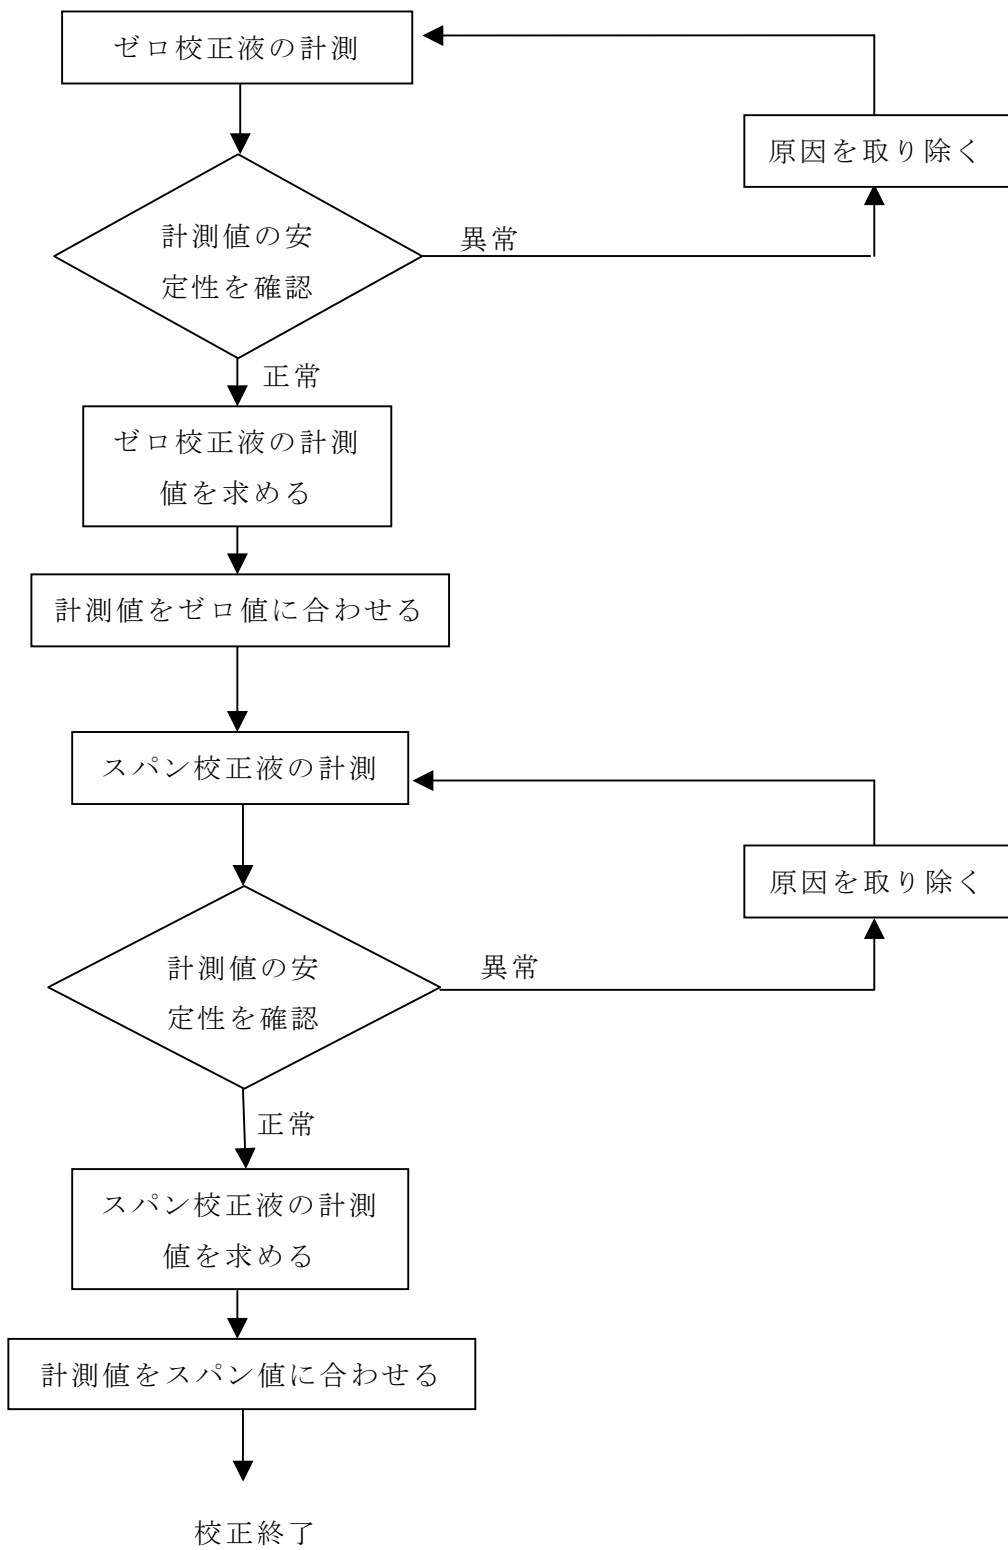 ゼロ校正液の計測
原因を取り除く
計測値の安
定性を確認
異常
正常
ゼロ校正液の計測
値を求める
計測値をゼロ値に合わせる
スパン校正液の計測
原因を取り除く
計測値の安
定性を確認
異常
正常
スパン校正液の計測
値を求める
計測値をスパン値に合わせる
校正終了